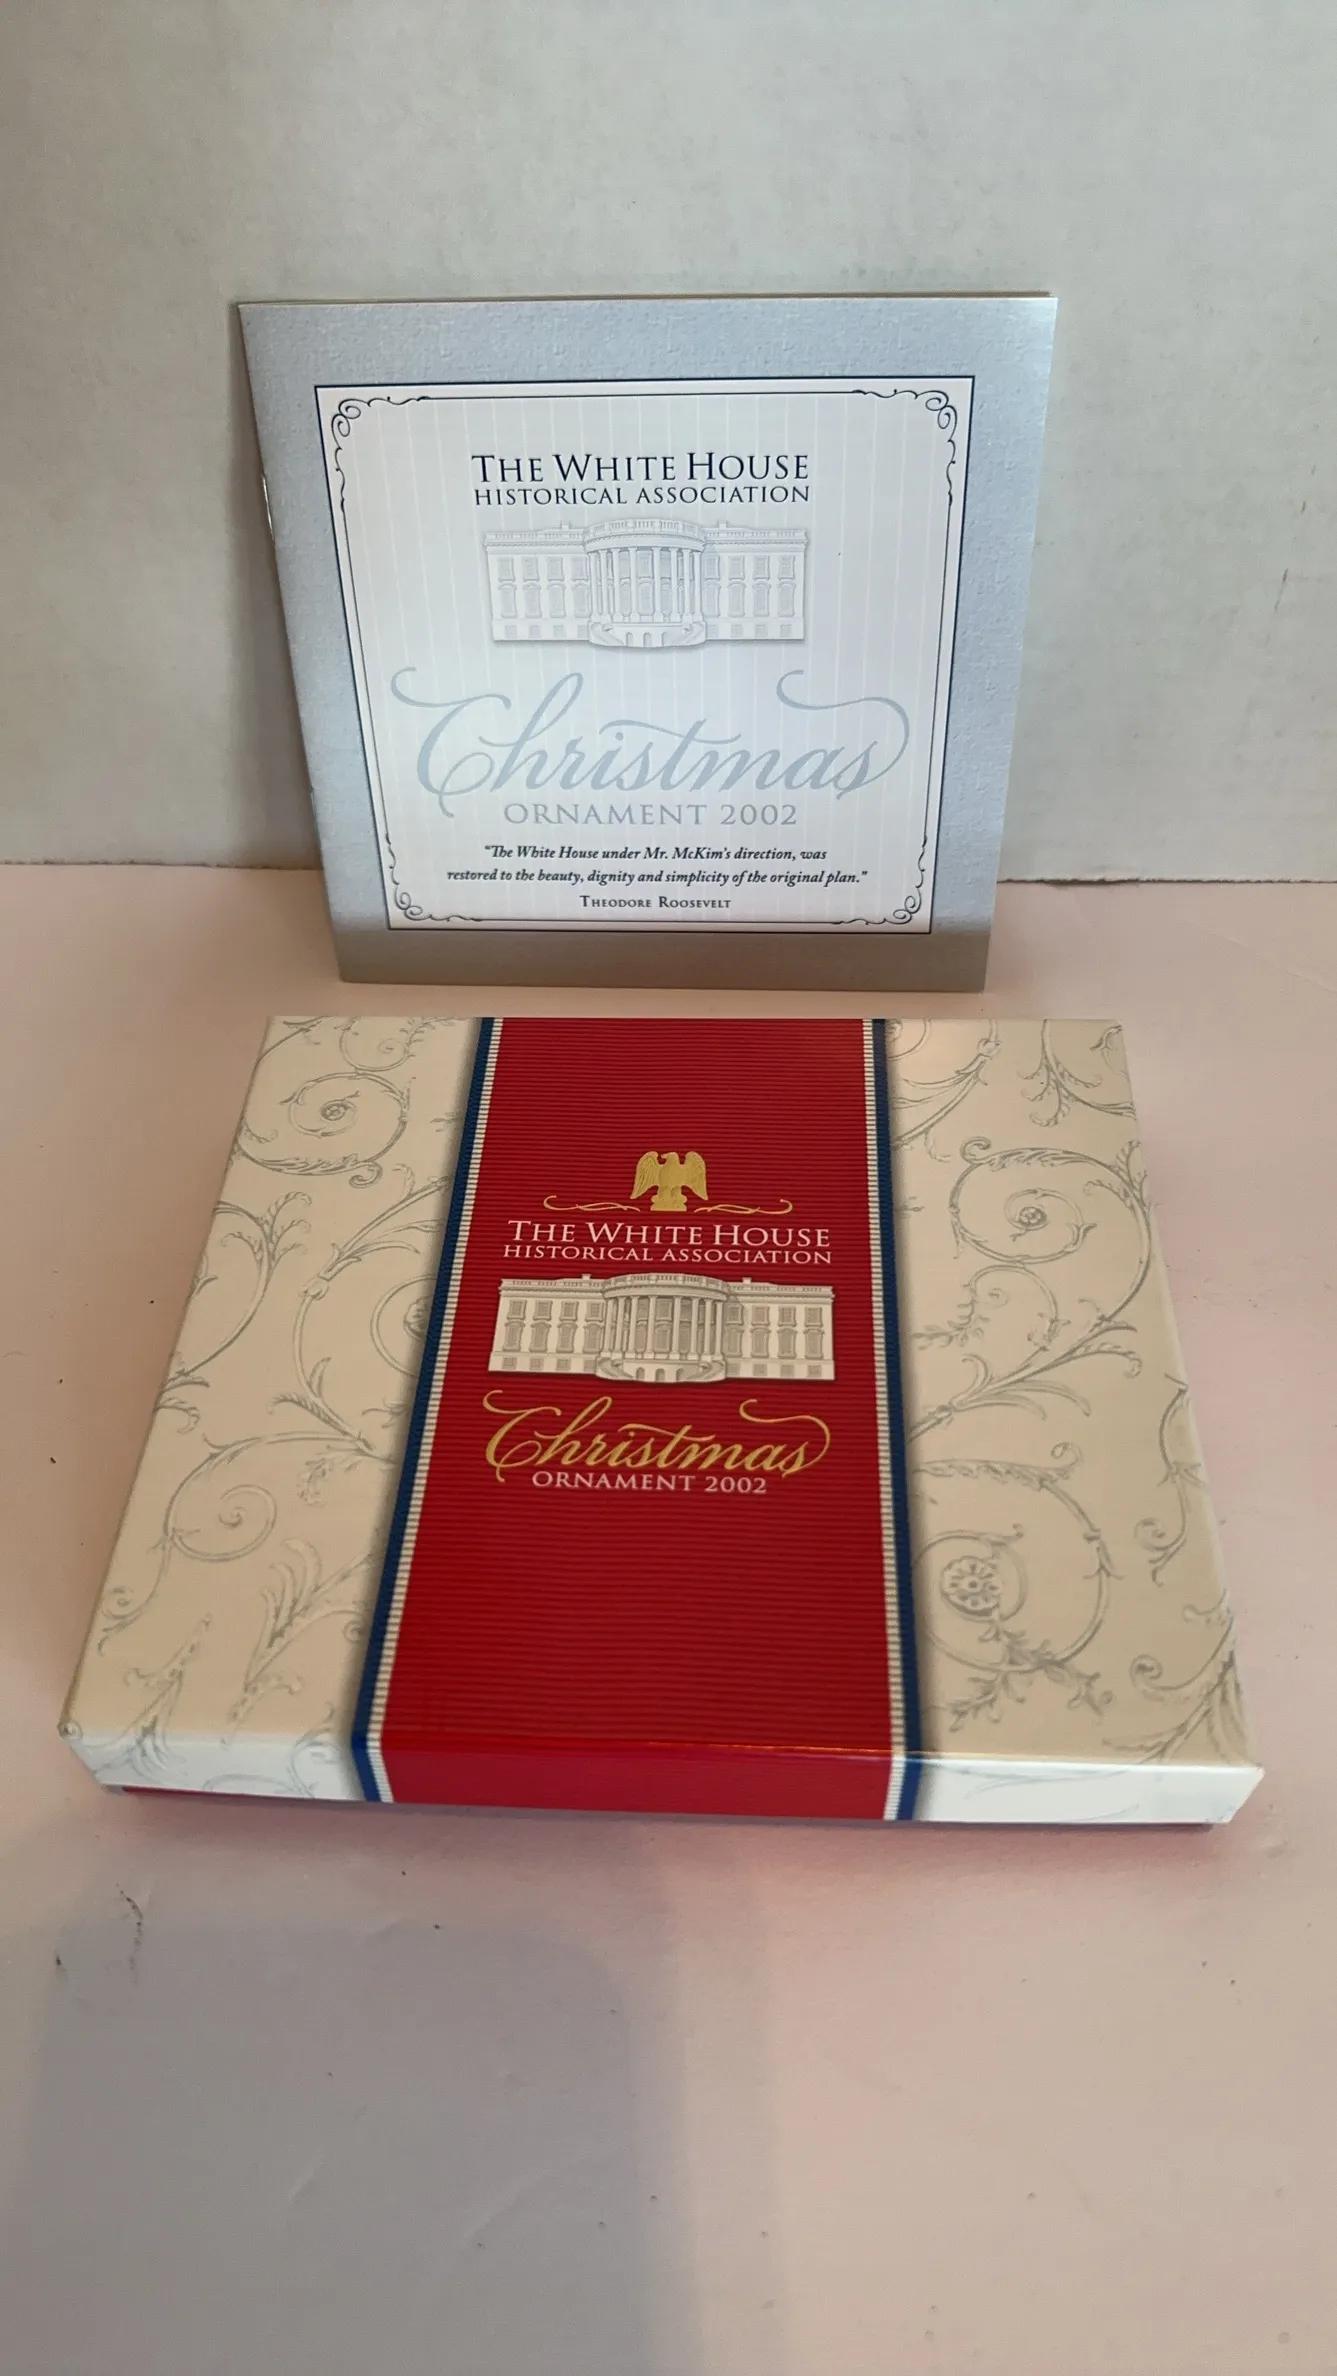 THE WHITE HOUSE
HISTORICAL ASSOCIATION
Christmas
ORNAMENT 2002
"The White House under Mr. McKim's direction, was
restored to the beauty, dignity and simplicity of the original plan."
THEODORE ROOSEVELT
THE WHITE HOUSE
HISTORICAL ASSOCIATION
Christmas
ORNAMENT 2002